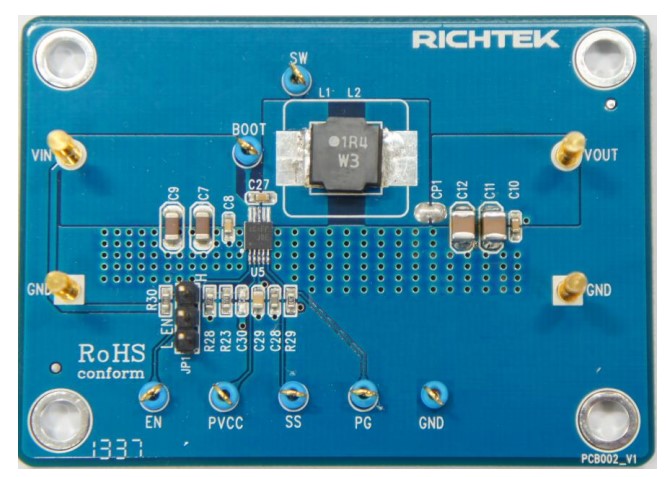 RICHTEK
SW
L1 L2
BOOT
1R4
W3
VIN
VOUT
C9
C7
C8
C27
CP1
C12
C11
C10
U5
GND
GND
R30
H
EN
JP1
R28
R23
C30
C29
C28
R29
RoHS
conform
EN
PVCC
SS
PG
GND
1337
PCB002_V1